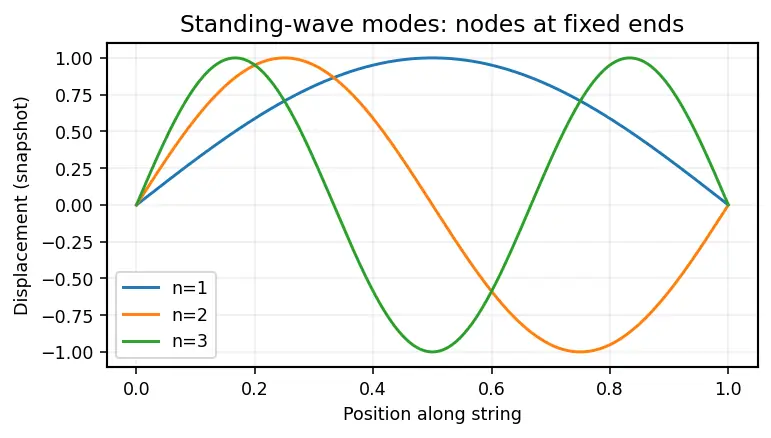 Standing-wave modes: nodes at fixed ends
Displacement (snapshot)
1.00
0.75
0.50
0.25
0.00
−0.25
−0.50
−0.75
−1.00
n=1
n=2
n=3
0.0 0.2 0.4 0.6 0.8 1.0
Position along string